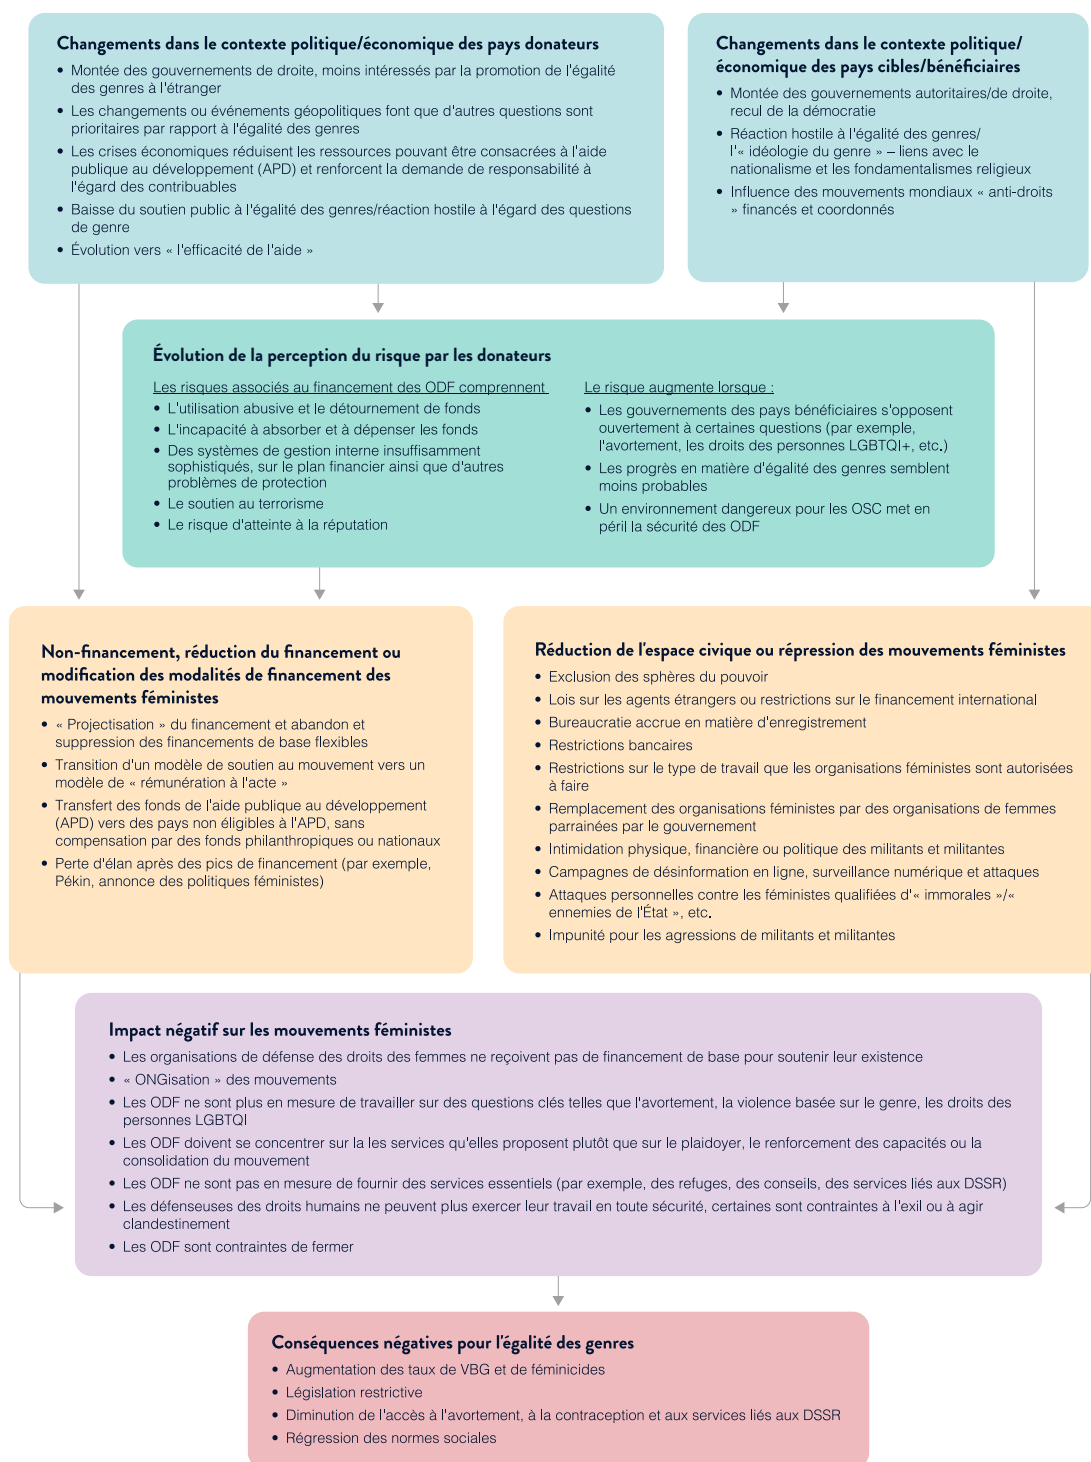 Changements dans le contexte politique/économique des pays donateurs
• Montée des gouvernements de droite, moins intéressés par la promotion de l'égalité
des genres à l'étranger
• Les changements ou événements géopolitiques font que d'autres questions sont
prioritaires par rapport à l'égalité des genres
• Les crises économiques réduisent les ressources pouvant être consacrées à l'aide
publique au développement (APD) et renforcent la demande de responsabilité à
l'égard des contribuables
• Baisse du soutien public à l'égalité des genres/réaction hostile à l'égard des questions
de genre
• Évolution vers « l'efficacité de l'aide »
Changements dans le contexte politique/
économique des pays cibles/bénéficiaires
• Montée des gouvernements autoritaires/de droite,
recul de la démocratie
• Réaction hostile à l'égalité des genres/
l'« idéologie du genre » – liens avec le
nationalisme et les fondamentalismes religieux
• Influence des mouvements mondiaux « anti-droits
» financés et coordonnés
Évolution de la perception du risque par les donateurs
Les risques associés au financement des ODF comprennent
• L'utilisation abusive et le détournement de fonds
• L'incapacité à absorber et à dépenser les fonds
• Des systèmes de gestion interne insuffisamment
sophistiqués, sur le plan financier ainsi que d'autres
problèmes de protection
• Le soutien au terrorisme
• Le risque d'atteinte à la réputation
Le risque augmente lorsque :
• Les gouvernements des pays bénéficiaires s'opposent
ouvertement à certaines questions (par exemple,
l'avortement, les droits des personnes LGBTQI+, etc.)
• Les progrès en matière d'égalité des genres semblent
moins probables
• Un environnement dangereux pour les OSC met en
péril la sécurité des ODF
Non-financement, réduction du financement ou
modification des modalités de financement des
mouvements féministes
• « Projectisation » du financement et abandon et
suppression des financements de base flexibles
• Transition d'un modèle de soutien au mouvement vers un
modèle de « rémunération à l'acte »
• Transfert des fonds de l'aide publique au développement
(APD) vers des pays non éligibles à l'APD, sans
compensation par des fonds philanthropiques ou nationaux
• Perte d'élan après des pics de financement (par exemple,
Pékin, annonce des politiques féministes)
Réduction de l'espace civique ou répression des mouvements féministes
• Exclusion des sphères du pouvoir
• Lois sur les agents étrangers ou restrictions sur le financement international
• Bureaucratie accrue en matière d'enregistrement
• Restrictions bancaires
• Restrictions sur le type de travail que les organisations féministes sont autorisées
à faire
• Remplacement des organisations féministes par des organisations de femmes
parrainées par le gouvernement
• Intimidation physique, financière ou politique des militants et militantes
• Campagnes de désinformation en ligne, surveillance numérique et attaques
• Attaques personnelles contre les féministes qualifiées d'« immorales »/«
ennemies de l'État », etc.
• Impunité pour les agressions de militants et militantes
Impact négatif sur les mouvements féministes
• Les organisations de défense des droits des femmes ne reçoivent pas de financement de base pour soutenir leur existence
• « ONGisation » des mouvements
• Les ODF ne sont plus en mesure de travailler sur des questions clés telles que l'avortement, la violence basée sur le genre, les droits des
personnes LGBTQI
• Les ODF doivent se concentrer sur la les services qu'elles proposent plutôt que sur le plaidoyer, le renforcement des capacités ou la
consolidation du mouvement
• Les ODF ne sont pas en mesure de fournir des services essentiels (par exemple, des refuges, des conseils, des services liés aux DSSR)
• Les défenseuses des droits humains ne peuvent plus exercer leur travail en toute sécurité, certaines sont contraintes à l'exil ou à agir
clandestinement
• Les ODF sont contraintes de fermer
Conséquences négatives pour l'égalité des genres
• Augmentation des taux de VBG et de féminicides
• Législation restrictive
• Diminution de l'accès à l'avortement, à la contraception et aux services liés aux DSSR
• Régression des normes sociales